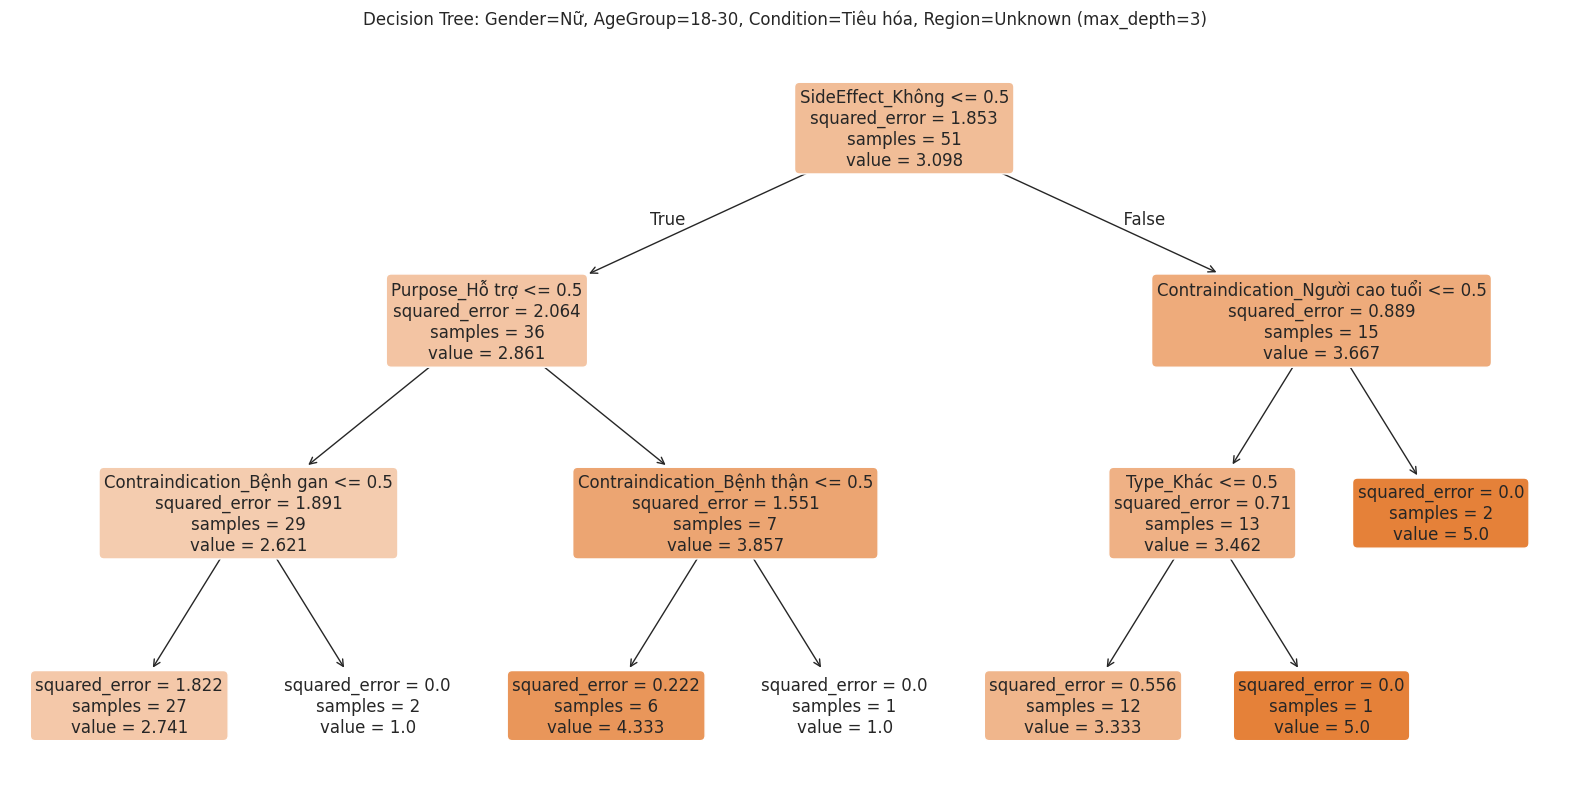 Decision Tree: Gender=Nữ, AgeGroup=18-30, Condition=Tiêu hóa, Region=Unknown (max_depth=3)
SideEffect_Không <= 0.5
squared_error = 1.853
samples = 51
value = 3.098
True
False
Purpose_Hỗ trợ <= 0.5
squared_error = 2.064
samples = 36
value = 2.861
Contraindication_Người cao tuổi <= 0.5
squared_error = 0.889
samples = 15
value = 3.667
Contraindication_Bệnh gan <= 0.5
squared_error = 1.891
samples = 29
value = 2.621
Contraindication_Bệnh thận <= 0.5
squared_error = 1.551
samples = 7
value = 3.857
Type_Khác <= 0.5
squared_error = 0.71
samples = 13
value = 3.462
squared_error = 0.0
samples = 2
value = 5.0
squared_error = 1.822
samples = 27
value = 2.741
squared_error = 0.0
samples = 2
value = 1.0
squared_error = 0.222
samples = 6
value = 4.333
squared_error = 0.0
samples = 1
value = 1.0
squared_error = 0.556
samples = 12
value = 3.333
squared_error = 0.0
samples = 1
value = 5.0